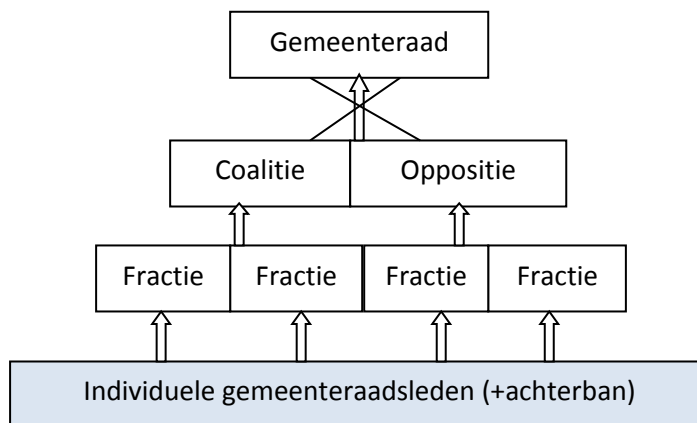 Gemeenteraad
Coalitie Oppositie
Fractie Fractie Fractie Fractie
Individuele gemeenteraadsleden (+achterban)